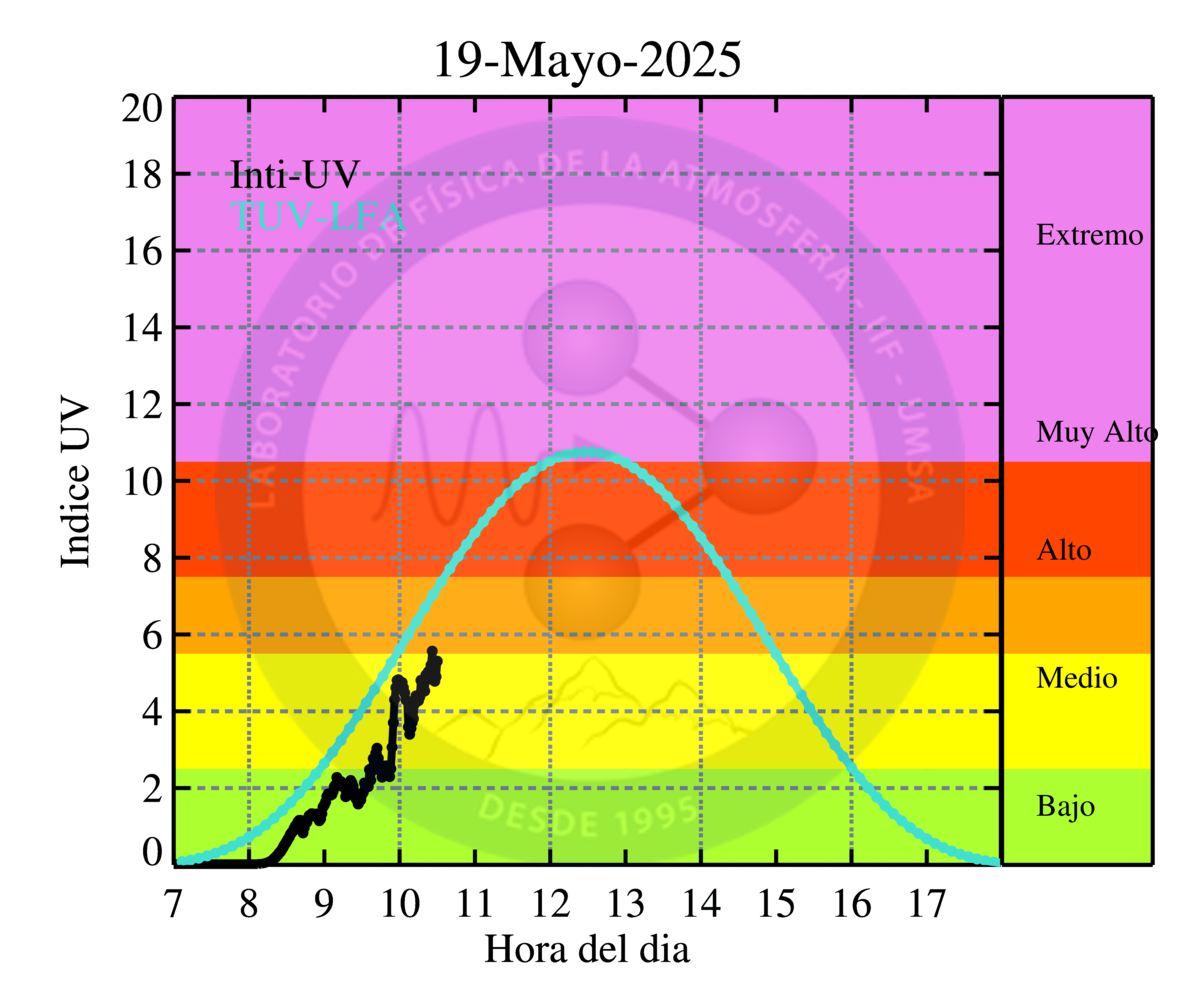 19-Mayo-2025
20
18
16
14
12
10
8
6
4
2
0
Indice UV
Inti-UV
TUV-LFA
LABORATORIO DE FÍSICA DE LA ATMÓSFERA - IIF - UMSA
DESDE 1995
Extremo
Muy Alto
Alto
Medio
Bajo
7 8 9 10 11 12 13 14 15 16 17
Hora del dia